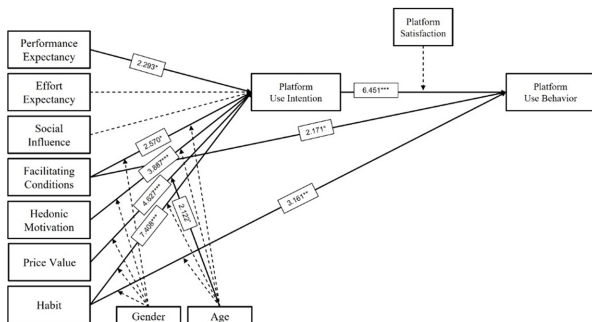 Platform
Satisfaction
Performance
Expectancy
2.293*
Effort
Expectancy
Platform
Use Intention
6.451***
Platform
Use Behavior
Social
Influence
2.570*
2.171*
Facilitating
Conditions
3.887***
4.627***
3.161**
Hedonic
Motivation
2.122*
7.408***
Price Value
Habit
Gender
Age